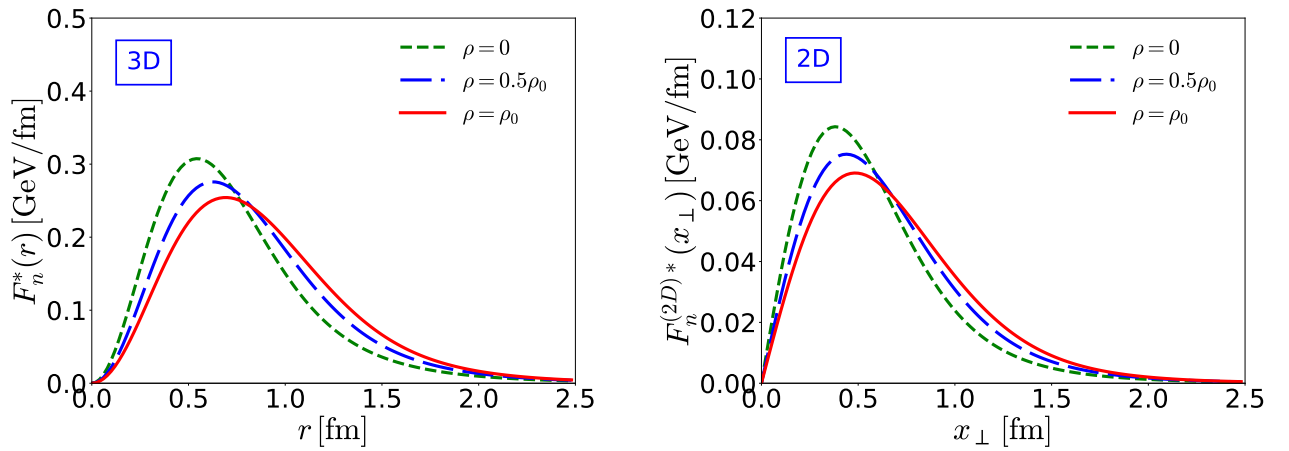 3D
ρ = 0
ρ = 0.5ρ₀
ρ = ρ₀
F*ₙ(r) [GeV/fm]
0.5
0.4
0.3
0.2
0.1
0.0
0.0 0.5 1.0 1.5 2.0 2.5
r [fm]
2D
ρ = 0
ρ = 0.5ρ₀
ρ = ρ₀
Fₙ^(2D)*(x⊥) [GeV/fm]
0.12
0.10
0.08
0.06
0.04
0.02
0.00
0.0 0.5 1.0 1.5 2.0 2.5
x⊥ [fm]